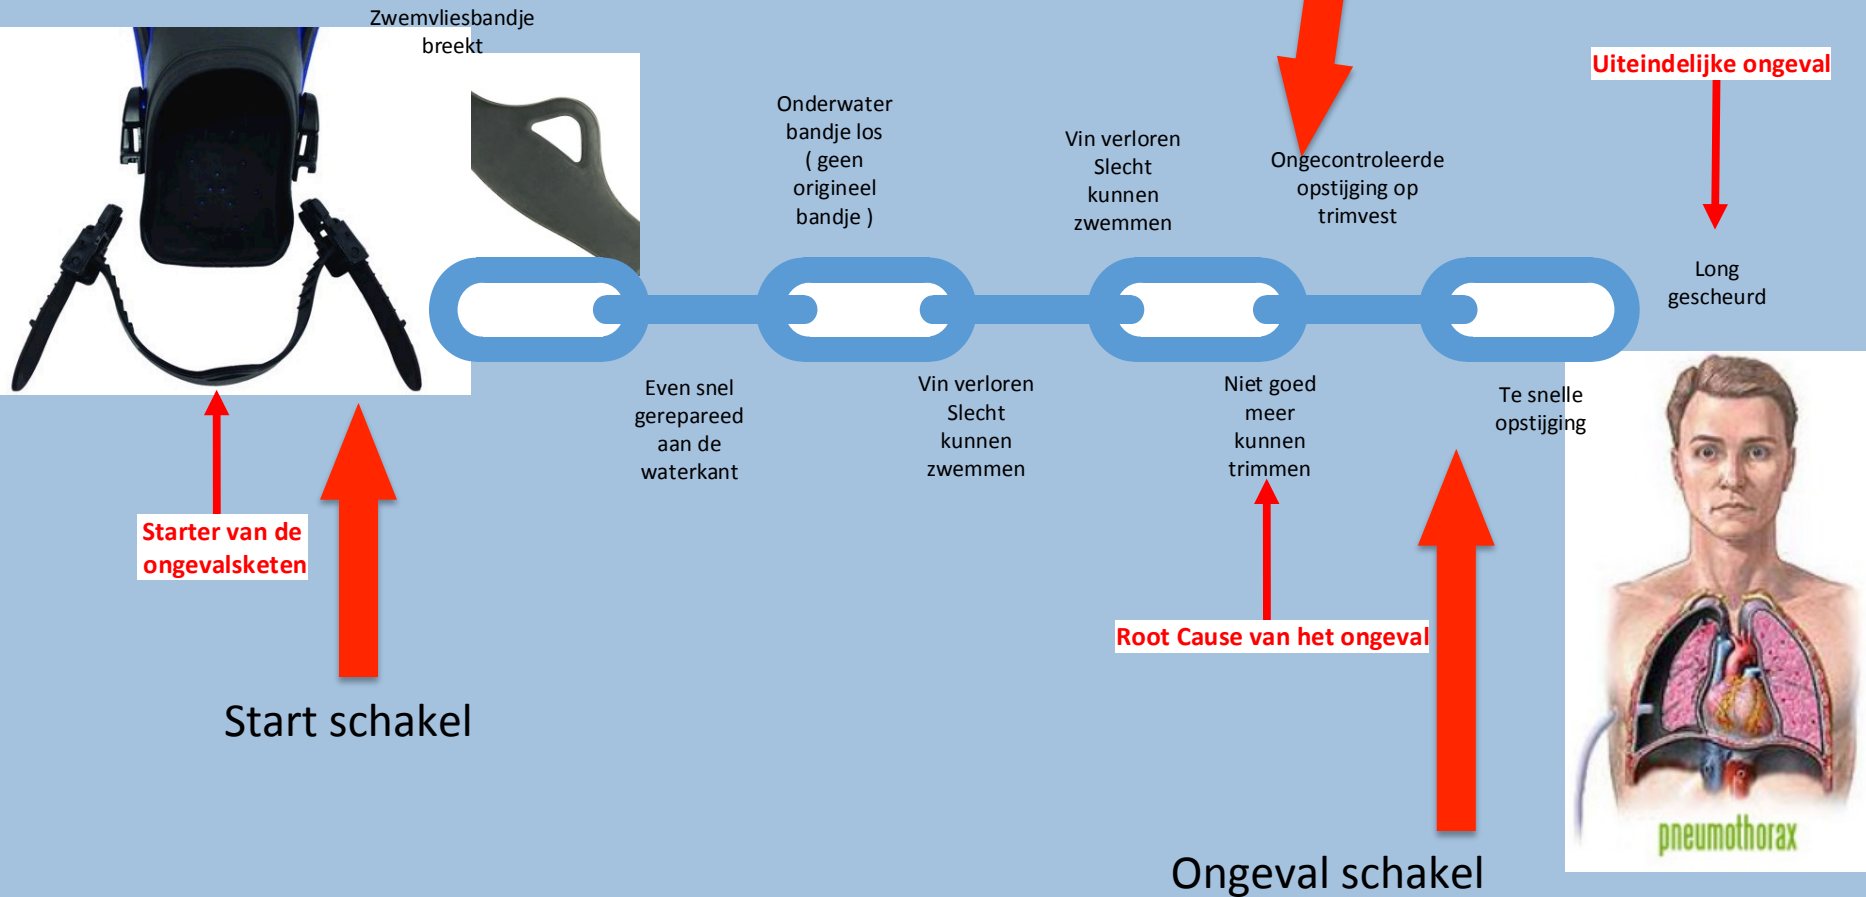 Zwemvliesbandje
breekt
Onderwater
bandje los
( geen
origineel
bandje )
Vin verloren
Slecht
kunnen
zwemmen
Ongecontroleerde
opstijging op
trimvest
Uiteindelijke ongeval
Long
gescheurd
Even snel
gerepareed
aan de
waterkant
Vin verloren
Slecht
kunnen
zwemmen
Niet goed
meer
kunnen
trimmen
Te snelle
opstijging
Starter van de
ongevalsketen
Root Cause van het ongeval
Start schakel
Ongeval schakel
pneumothorax